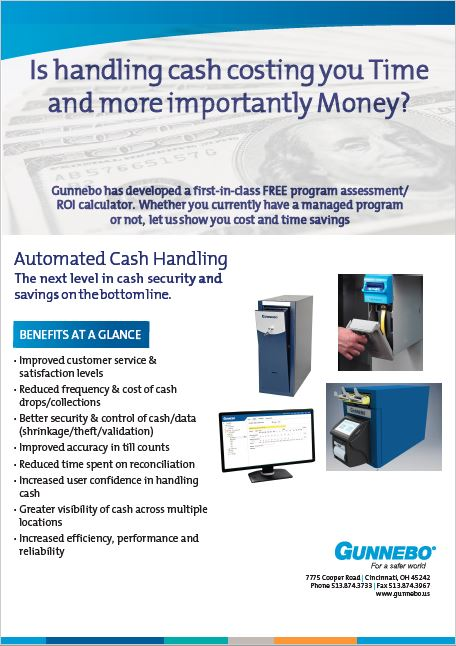 Is handling cash costing you Time
and more importantly Money?
AB57665157G
Gunnebo has developed a first-in-class FREE program assessment/
ROI calculator. Whether you currently have a managed program
or not, let us show you cost and time savings
Automated Cash Handling
The next level in cash security and
savings on the bottom line.
BENEFITS AT A GLANCE
• Improved customer service &
satisfaction levels
• Reduced frequency & cost of cash
drops/collections
• Better security & control of cash/data
(shrinkage/theft/validation)
• Improved accuracy in till counts
• Reduced time spent on reconciliation
• Increased user confidence in handling
cash
• Greater visibility of cash across multiple
locations
• Increased efficiency, performance and
reliability
GUNNEBO
GUNNEBO
GUNNEBO®
For a safer world
7775 Cooper Road | Cincinnati, OH 45242
Phone 513.874.3733 | Fax 513.874.3967
www.gunnebo.us